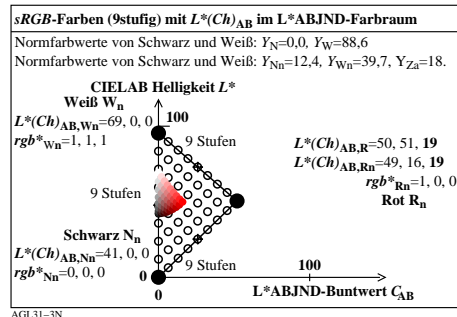 sRGB-Farben (9stufig) mit L*(Ch)AB im L*ABJND-Farbraum
Normfarbwerte von Schwarz und Weiß: YN=0,0, YW=88,6
Normfarbwerte von Schwarz und Weiß: YNn=12,4, YWn=39,7, YZa=18.
CIELAB Helligkeit L*
Weiß Wn
100
L*(Ch)AB,Wn=69, 0, 0
rgb*Wn=1, 1, 1
9 Stufen
L*(Ch)AB,R=50, 51, 19
L*(Ch)AB,Rn=49, 16, 19
rgb*Rn=1, 0, 0
Rot Rn
9 Stufen
Schwarz Nn
L*(Ch)AB,Nn=41, 0, 0
rgb*Nn=0, 0, 0
9 Stufen
100
0
0
L*ABJND-Buntwert CAB
AGL31-3N